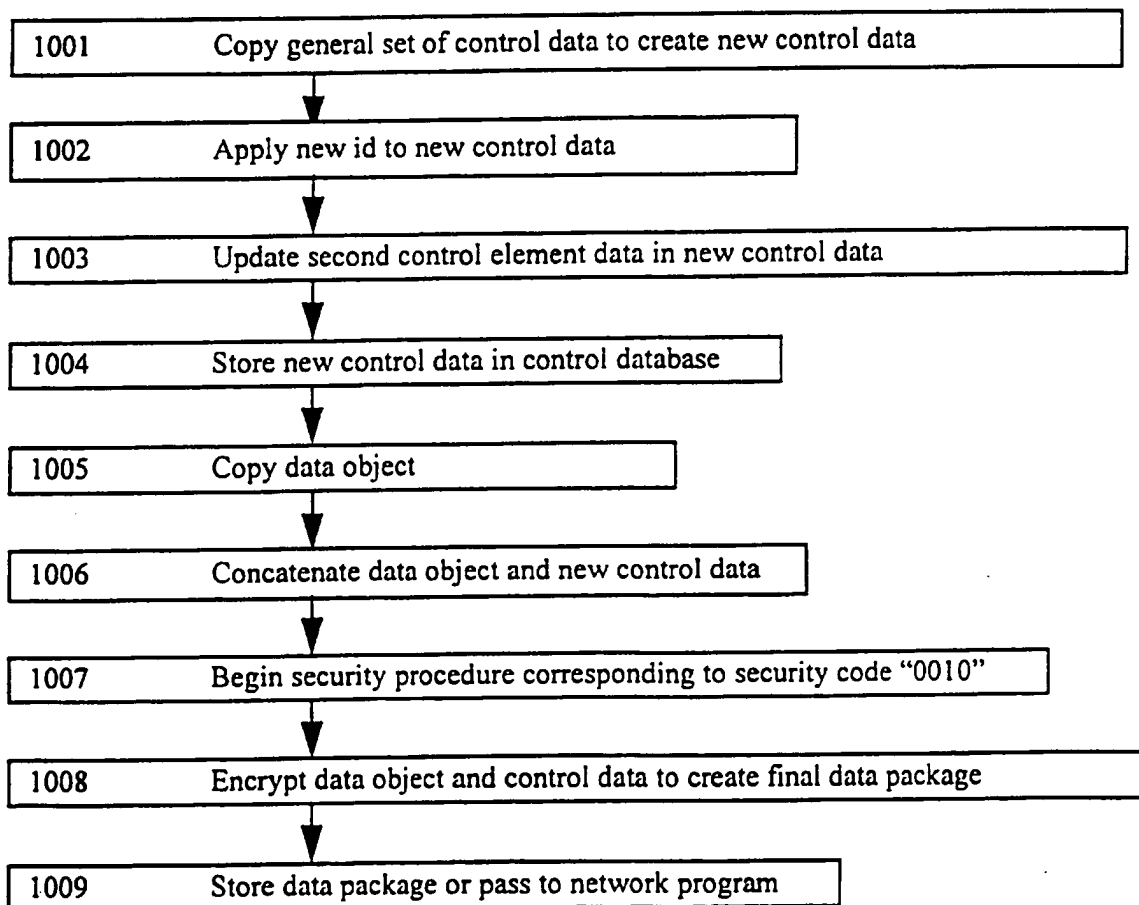 1001 Copy general set of control data to create new control data
1002 Apply new id to new control data
1003 Update second control element data in new control data
1004 Store new control data in control database
1005 Copy data object
1006 Concatenate data object and new control data
1007 Begin security procedure corresponding to security code “0010”
1008 Encrypt data object and control data to create final data package
1009 Store data package or pass to network program